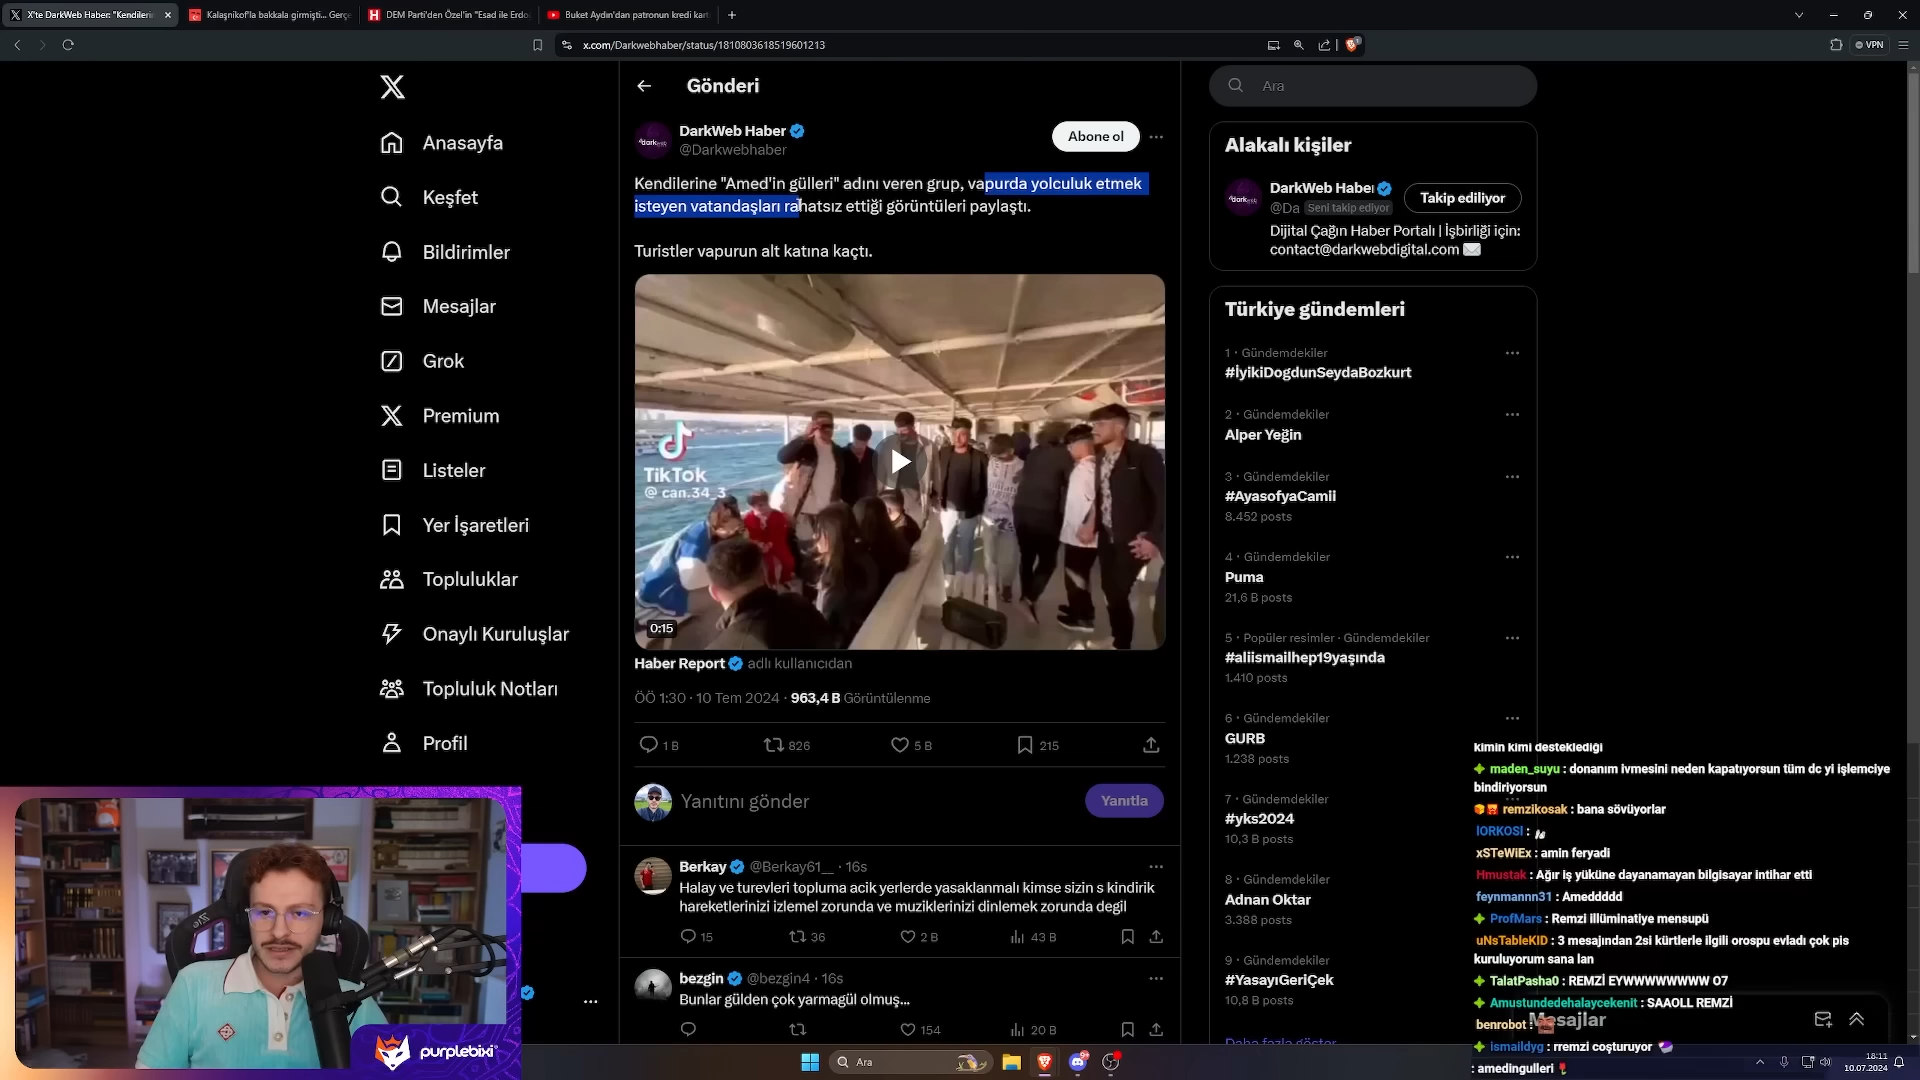 X'te DarkWeb Haber: "Kendilerin
Kalaşnikof'la bakkala girmişti... Gerçe
DEM Parti'den Özel'in "Esad ile Erdo
Buket Aydın'dan patronun kredi kart
x.com/Darkwebhaber/status/1810803618519601213
VPN
Anasayfa
Keşfet
Bildirimler
Mesajlar
Grok
Premium
Listeler
Yer İşaretleri
Topluluklar
Onaylı Kuruluşlar
Topluluk Notları
Profil
Gönderi
DarkWeb Haber
@Darkwebhaber
Abone ol
Kendilerine "Amed'in gülleri" adını veren grup, vapurda yolculuk etmek
isteyen vatandaşları rahatsız ettiği görüntüleri paylaştı.
Turistler vapurun alt katına kaçtı.
TikTok
@can.34_3
0:15
Haber Report adlı kullanıcıdan
ÖÖ 1:30 · 10 Tem 2024 · 963,4 B Görüntülenme
1 B
826
5 B
215
Yanıtını gönder
Yanıtla
Berkay @Berkay61__ · 16s
Halay ve turevleri topluma acik yerlerde yasaklanmalı kimse sizin s kindirik
hareketlerinizi izlemel zorunda ve muziklerinizi dinlemek zorunda degil
15
36
2 B
43 B
bezgin @bezgin4 · 16s
Bunlar gülden çok yarmagül olmuş...
154
20 B
Ara
Alakalı kişiler
DarkWeb Haber
@Da Seni takip ediyor
Takip ediliyor
Dijital Çağın Haber Portalı | İşbirliği için:
contact@darkwebdigital.com
Türkiye gündemleri
1 · Gündemdekiler
#İyikiDogdunSeydaBozkurt
2 · Gündemdekiler
Alper Yeğin
3 · Gündemdekiler
#AyasofyaCamii
8.452 posts
4 · Gündemdekiler
Puma
21,6 B posts
5 · Popüler resimler · Gündemdekiler
#aliismailhep19yaşında
1.410 posts
6 · Gündemdekiler
GURB
1.238 posts
7 · Gündemdekiler
#yks2024
10,3 B posts
8 · Gündemdekiler
Adnan Oktar
3.388 posts
9 · Gündemdekiler
#YasayıGeriÇek
10,8 B posts
Daha fazla göster
Mesajlar
kimin kimi desteklediği
maden_suyu : donanım ivmesini neden kapatıyorsun tüm dc yi işlemciye
bindiriyorsun
remzikosak : bana sövüyorlar
IORKOSI :
xSTeWiEx : amin feryadi
Hmustak : Ağır iş yüküne dayanamayan bilgisayar intihar etti
feynmannn31 : Ameddddd
ProfMars : Remzi illüminatiye mensupü
uNsTableKID : 3 mesajından 2si kürtlerle ilgili orospu evladı çok pis
kuruluyorum sana lan
TalatPasha0 : REMZİ EYWWWWWWWW O7
Amustundedehalaycekenit : SAAOLL REMZİ
benrobot :
ismaildyg : rremzi coşturuyor
: amedingulleri
purplebixi
Ara
18:11
10.07.2024